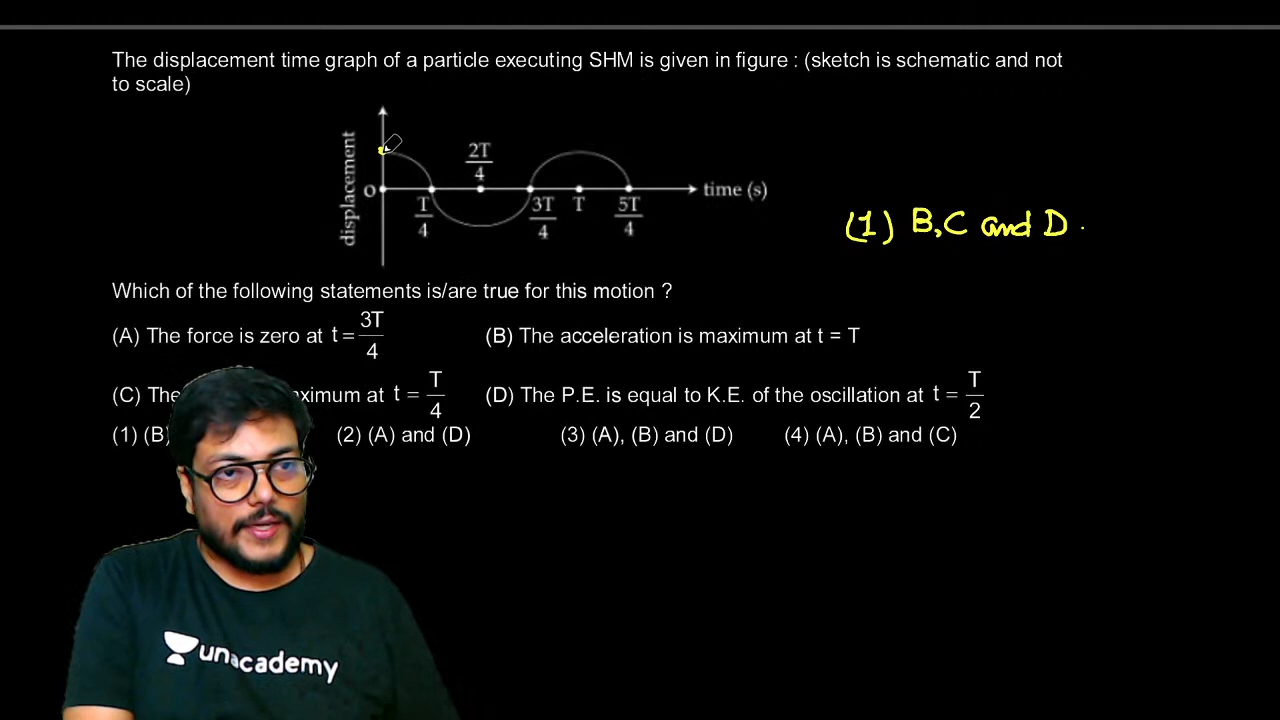 The displacement time graph of a particle executing SHM is given in figure : (sketch is schematic and not
to scale)
displacement
O
T/4
2T/4
3T/4
T
5T/4
time (s)
(1) B,C and D .
Which of the following statements is/are true for this motion ?
(A) The force is zero at t = 3T/4
(B) The acceleration is maximum at t = T
(C) The
ximum at t = T/4
(D) The P.E. is equal to K.E. of the oscillation at t = T/2
(1) (B)
(2) (A) and (D)
(3) (A), (B) and (D)
(4) (A), (B) and (C)
unacademy